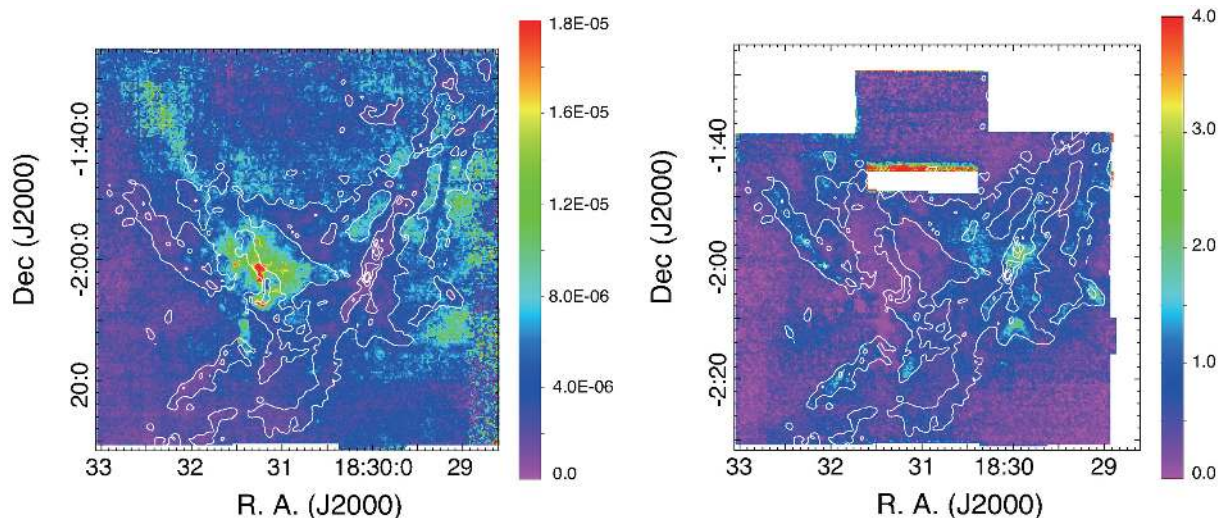 1.8E-05
1.6E-05
1.2E-05
8.0E-06
4.0E-06
0.0
Dec (J2000)
-1:40:0
-2:00:0
20:0
33 32 31 18:30:0 29
R. A. (J2000)
4.0
3.0
2.0
1.0
0.0
Dec (J2000)
-1:40
-2:00
-2:20
33 32 31 18:30 29
R. A. (J2000)